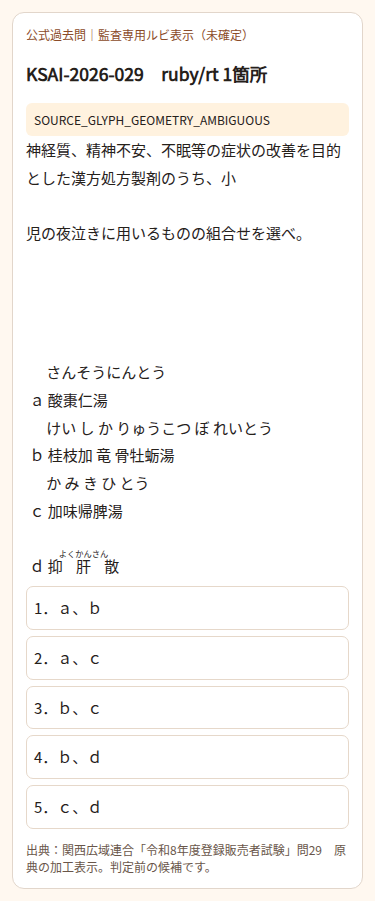 公式過去問｜監査専用ルビ表示（未確定）
KSAI-2026-029　ruby/rt 1箇所
SOURCE_GLYPH_GEOMETRY_AMBIGUOUS
神経質、精神不安、不眠等の症状の改善を目的
とした漢方処方製剤のうち、小
児の夜泣きに用いるものの組合せを選べ。
さんそうにんとう
ａ 酸棗仁湯
けい し か りゅうこつ ぼ れいとう
ｂ 桂枝加 竜 骨牡蛎湯
か み き ひ とう
ｃ 加味帰脾湯
よくかんさん
ｄ 抑　肝　散
1．ａ、ｂ
2．ａ、ｃ
3．ｂ、ｃ
4．ｂ、ｄ
5．ｃ、ｄ
出典：関西広域連合「令和8年度登録販売者試験」問29　原
典の加工表示。判定前の候補です。